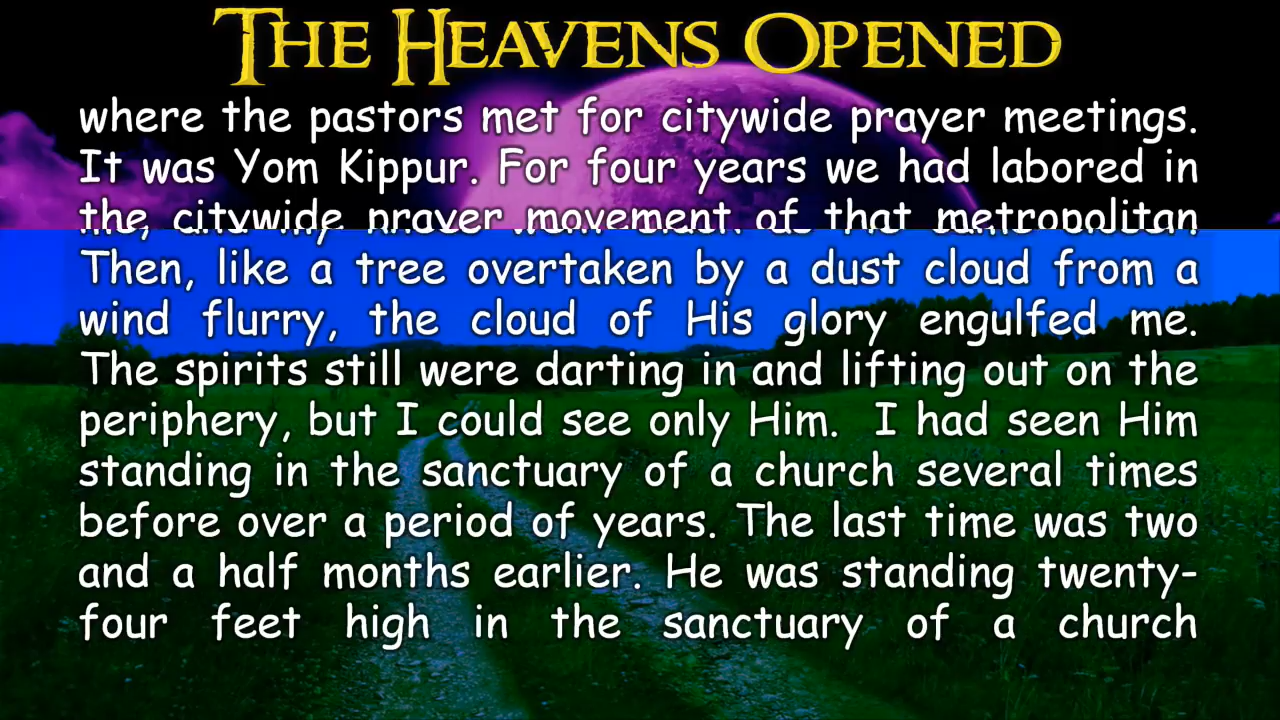 THE HEAVENS OPENED
where the pastors met for citywide prayer meetings.
It was Yom Kippur. For four years we had labored in
the citywide prayer movement of that metropolitan
Then, like a tree overtaken by a dust cloud from a
wind flurry, the cloud of His glory engulfed me.
The spirits still were darting in and lifting out on the
periphery, but I could see only Him. I had seen Him
standing in the sanctuary of a church several times
before over a period of years. The last time was two
and a half months earlier. He was standing twenty-
four feet high in the sanctuary of a church